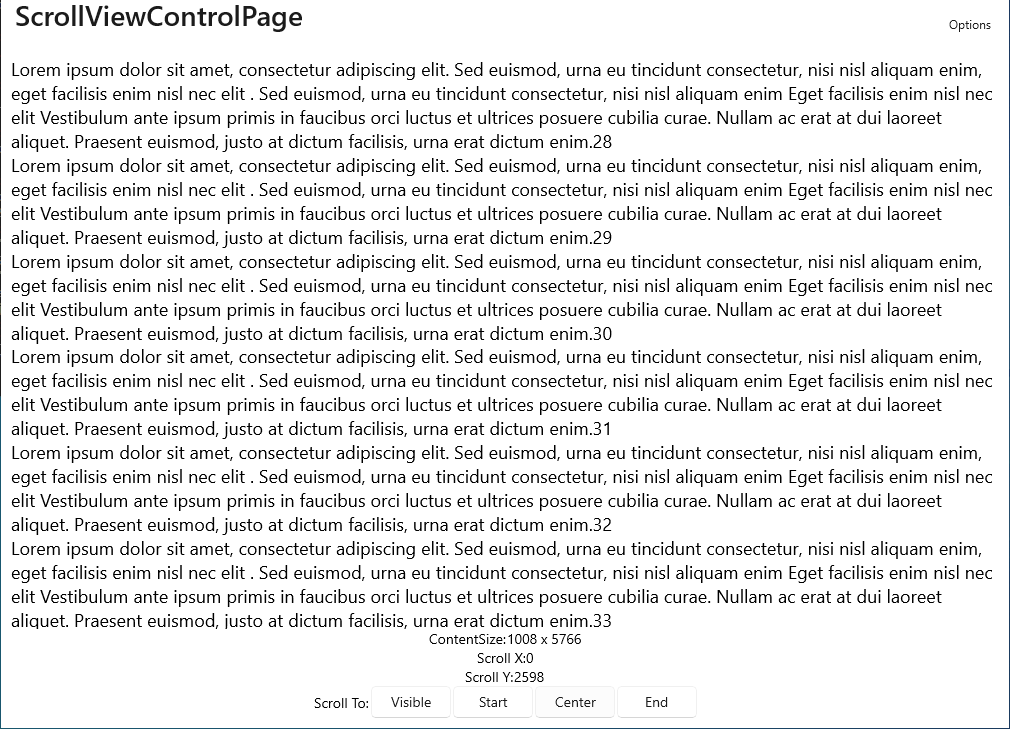 ScrollViewControlPage
Options
Lorem ipsum dolor sit amet, consectetur adipiscing elit. Sed euismod, urna eu tincidunt consectetur, nisi nisl aliquam enim,
eget facilisis enim nisl nec elit . Sed euismod, urna eu tincidunt consectetur, nisi nisl aliquam enim Eget facilisis enim nisl nec
elit Vestibulum ante ipsum primis in faucibus orci luctus et ultrices posuere cubilia curae. Nullam ac erat at dui laoreet
aliquet. Praesent euismod, justo at dictum facilisis, urna erat dictum enim.28
Lorem ipsum dolor sit amet, consectetur adipiscing elit. Sed euismod, urna eu tincidunt consectetur, nisi nisl aliquam enim,
eget facilisis enim nisl nec elit . Sed euismod, urna eu tincidunt consectetur, nisi nisl aliquam enim Eget facilisis enim nisl nec
elit Vestibulum ante ipsum primis in faucibus orci luctus et ultrices posuere cubilia curae. Nullam ac erat at dui laoreet
aliquet. Praesent euismod, justo at dictum facilisis, urna erat dictum enim.29
Lorem ipsum dolor sit amet, consectetur adipiscing elit. Sed euismod, urna eu tincidunt consectetur, nisi nisl aliquam enim,
eget facilisis enim nisl nec elit . Sed euismod, urna eu tincidunt consectetur, nisi nisl aliquam enim Eget facilisis enim nisl nec
elit Vestibulum ante ipsum primis in faucibus orci luctus et ultrices posuere cubilia curae. Nullam ac erat at dui laoreet
aliquet. Praesent euismod, justo at dictum facilisis, urna erat dictum enim.30
Lorem ipsum dolor sit amet, consectetur adipiscing elit. Sed euismod, urna eu tincidunt consectetur, nisi nisl aliquam enim,
eget facilisis enim nisl nec elit . Sed euismod, urna eu tincidunt consectetur, nisi nisl aliquam enim Eget facilisis enim nisl nec
elit Vestibulum ante ipsum primis in faucibus orci luctus et ultrices posuere cubilia curae. Nullam ac erat at dui laoreet
aliquet. Praesent euismod, justo at dictum facilisis, urna erat dictum enim.31
Lorem ipsum dolor sit amet, consectetur adipiscing elit. Sed euismod, urna eu tincidunt consectetur, nisi nisl aliquam enim,
eget facilisis enim nisl nec elit . Sed euismod, urna eu tincidunt consectetur, nisi nisl aliquam enim Eget facilisis enim nisl nec
elit Vestibulum ante ipsum primis in faucibus orci luctus et ultrices posuere cubilia curae. Nullam ac erat at dui laoreet
aliquet. Praesent euismod, justo at dictum facilisis, urna erat dictum enim.32
Lorem ipsum dolor sit amet, consectetur adipiscing elit. Sed euismod, urna eu tincidunt consectetur, nisi nisl aliquam enim,
eget facilisis enim nisl nec elit . Sed euismod, urna eu tincidunt consectetur, nisi nisl aliquam enim Eget facilisis enim nisl nec
elit Vestibulum ante ipsum primis in faucibus orci luctus et ultrices posuere cubilia curae. Nullam ac erat at dui laoreet
aliquet. Praesent euismod, justo at dictum facilisis, urna erat dictum enim.33
ContentSize:1008 x 5766
Scroll X:0
Scroll Y:2598
Scroll To: Visible Start Center End